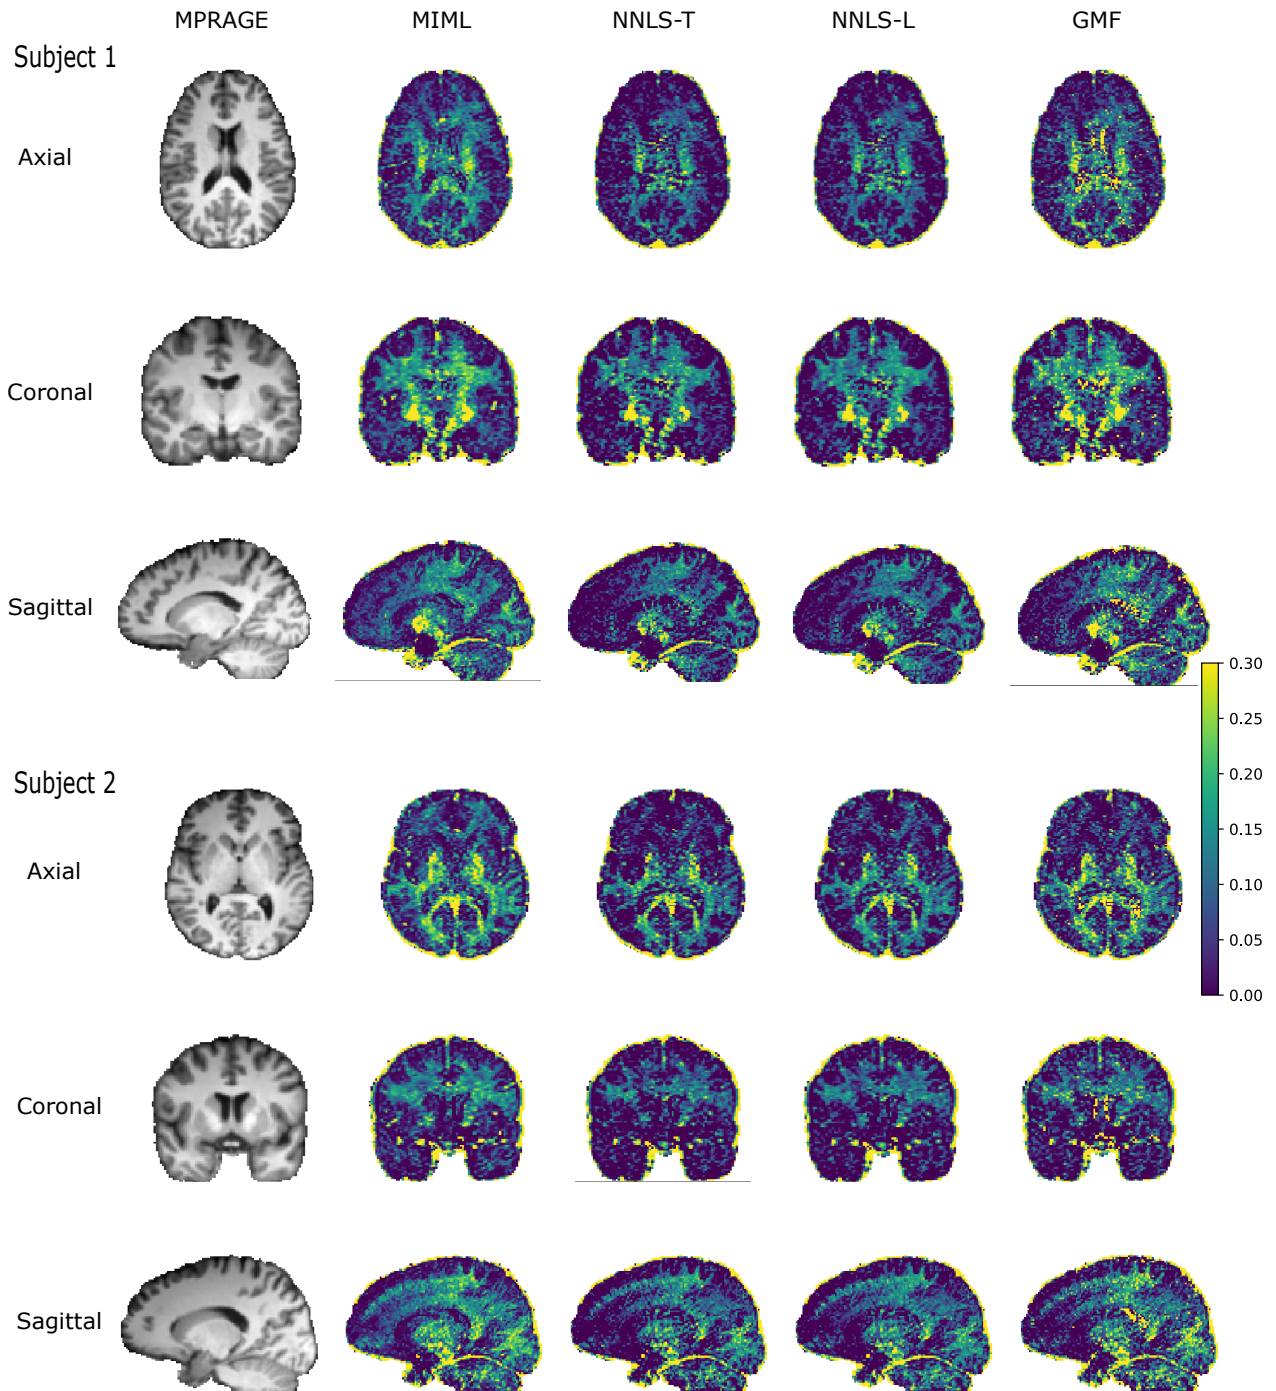 MPRAGE MIML NNLS-T NNLS-L GMF
Subject 1
Axial
Coronal
Sagittal
0.30
0.25
0.20
0.15
0.10
0.05
0.00
Subject 2
Axial
Coronal
Sagittal